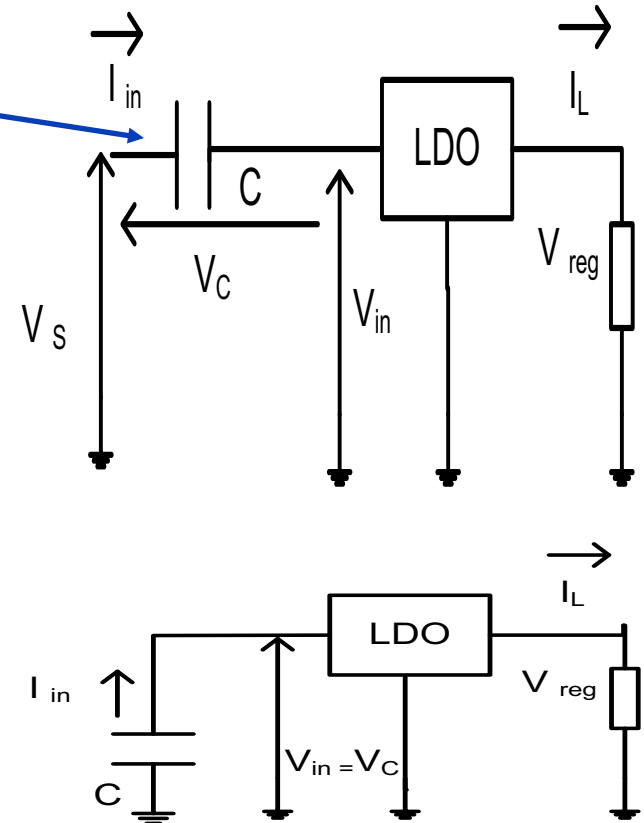 I in
I L
LDO
C
V reg
V C
V in
V S
I L
LDO
I in
V reg
V in = V C
C